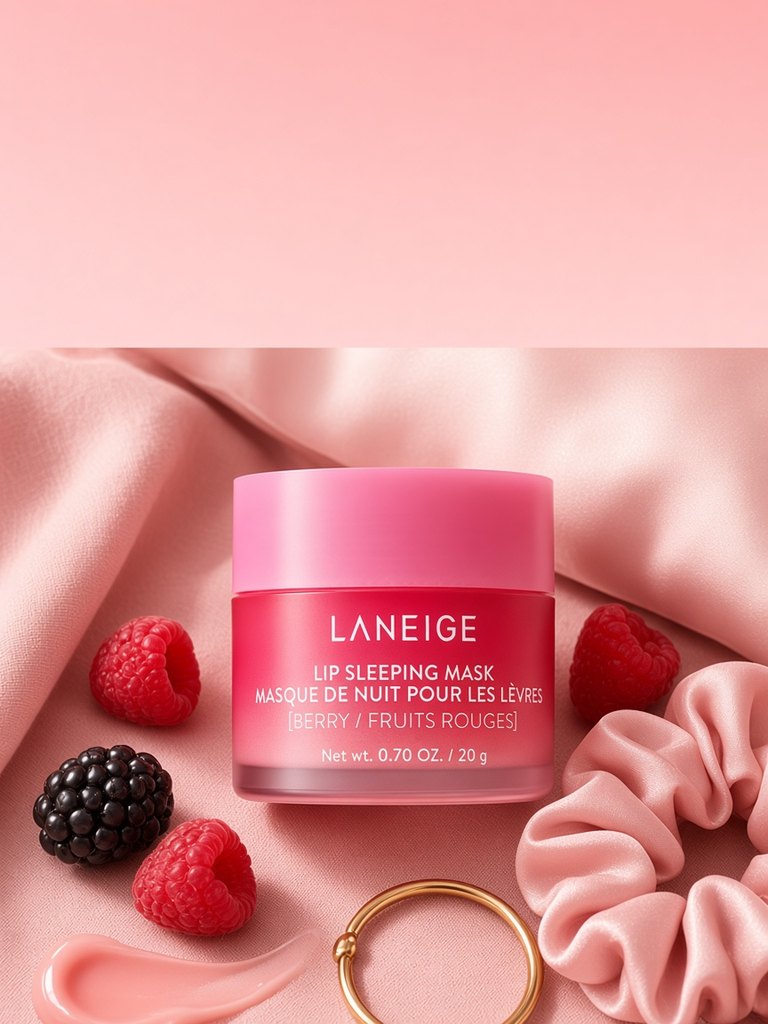 LANEIGE
LIP SLEEPING MASK
MASQUE DE NUIT POUR LES LÈVRES
[BERRY / FRUITS ROUGES]
Net wt. 0.70 OZ. / 20 g